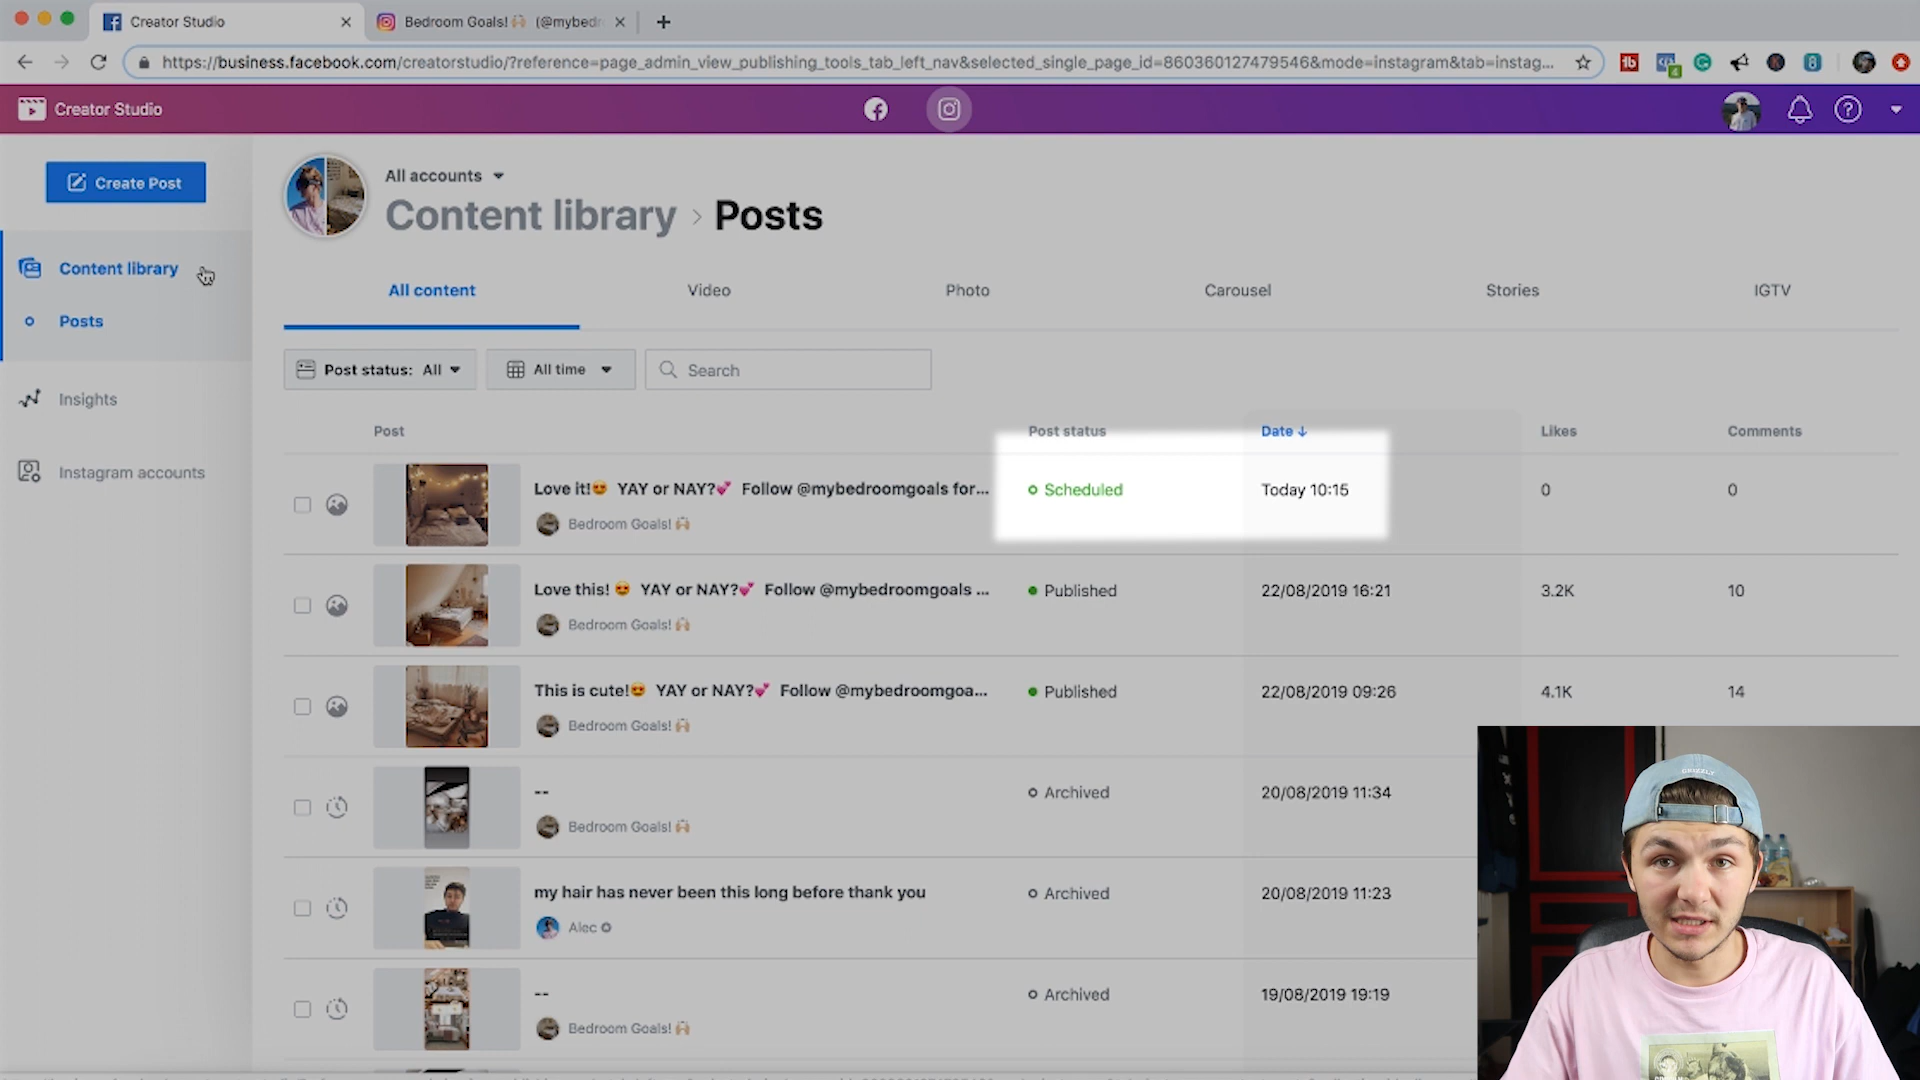 Creator Studio
Bedroom Goals! 🙌🏼 (@mybedr
https://business.facebook.com/creatorstudio/?reference=page_admin_view_publishing_tools_tab_left_nav&selected_single_page_id=860360127479546&mode=instagram&tab=instag...
Creator Studio
Create Post
All accounts
Content library > Posts
Content library
Posts
Insights
Instagram accounts
All content Video Photo Carousel Stories IGTV
Post status: All All time Search
Post Post status Date ↓ Likes Comments
Love it!😍 YAY or NAY?💕 Follow @mybedroomgoals for... Scheduled Today 10:15 0 0
Bedroom Goals! 🙌🏼
Love this! 😍 YAY or NAY?💕 Follow @mybedroomgoals ... Published 22/08/2019 16:21 3.2K 10
Bedroom Goals! 🙌🏼
This is cute!😍 YAY or NAY?💕 Follow @mybedroomgoa... Published 22/08/2019 09:26 4.1K 14
Bedroom Goals! 🙌🏼
-- Archived 20/08/2019 11:34
Bedroom Goals! 🙌🏼
my hair has never been this long before thank you Archived 20/08/2019 11:23
Alec
-- Archived 19/08/2019 19:19
Bedroom Goals! 🙌🏼
GRIZZLY